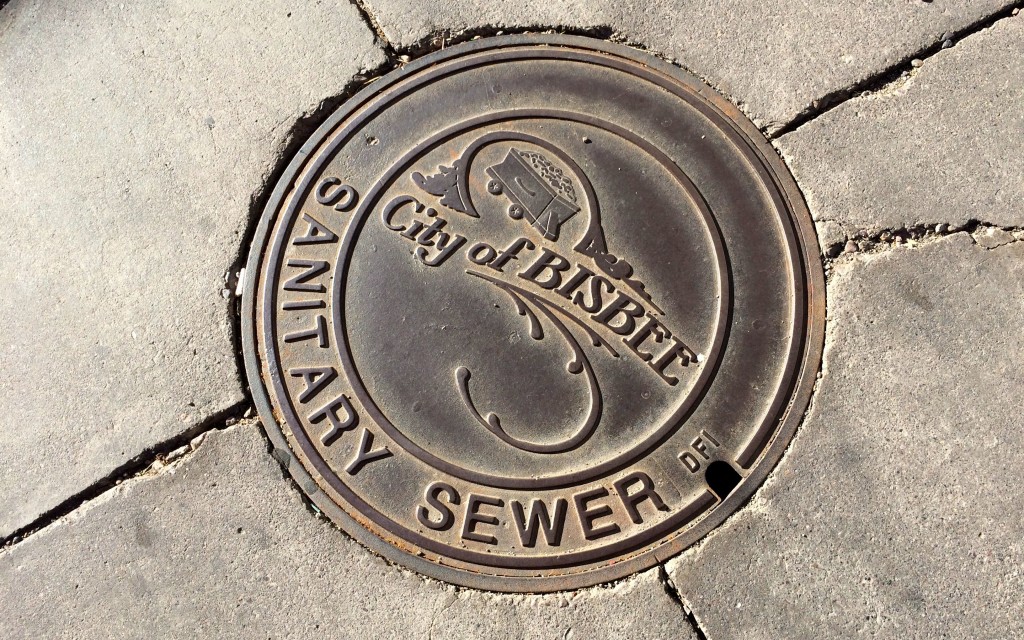 City of BISBEE
SANITARY SEWER
DFI